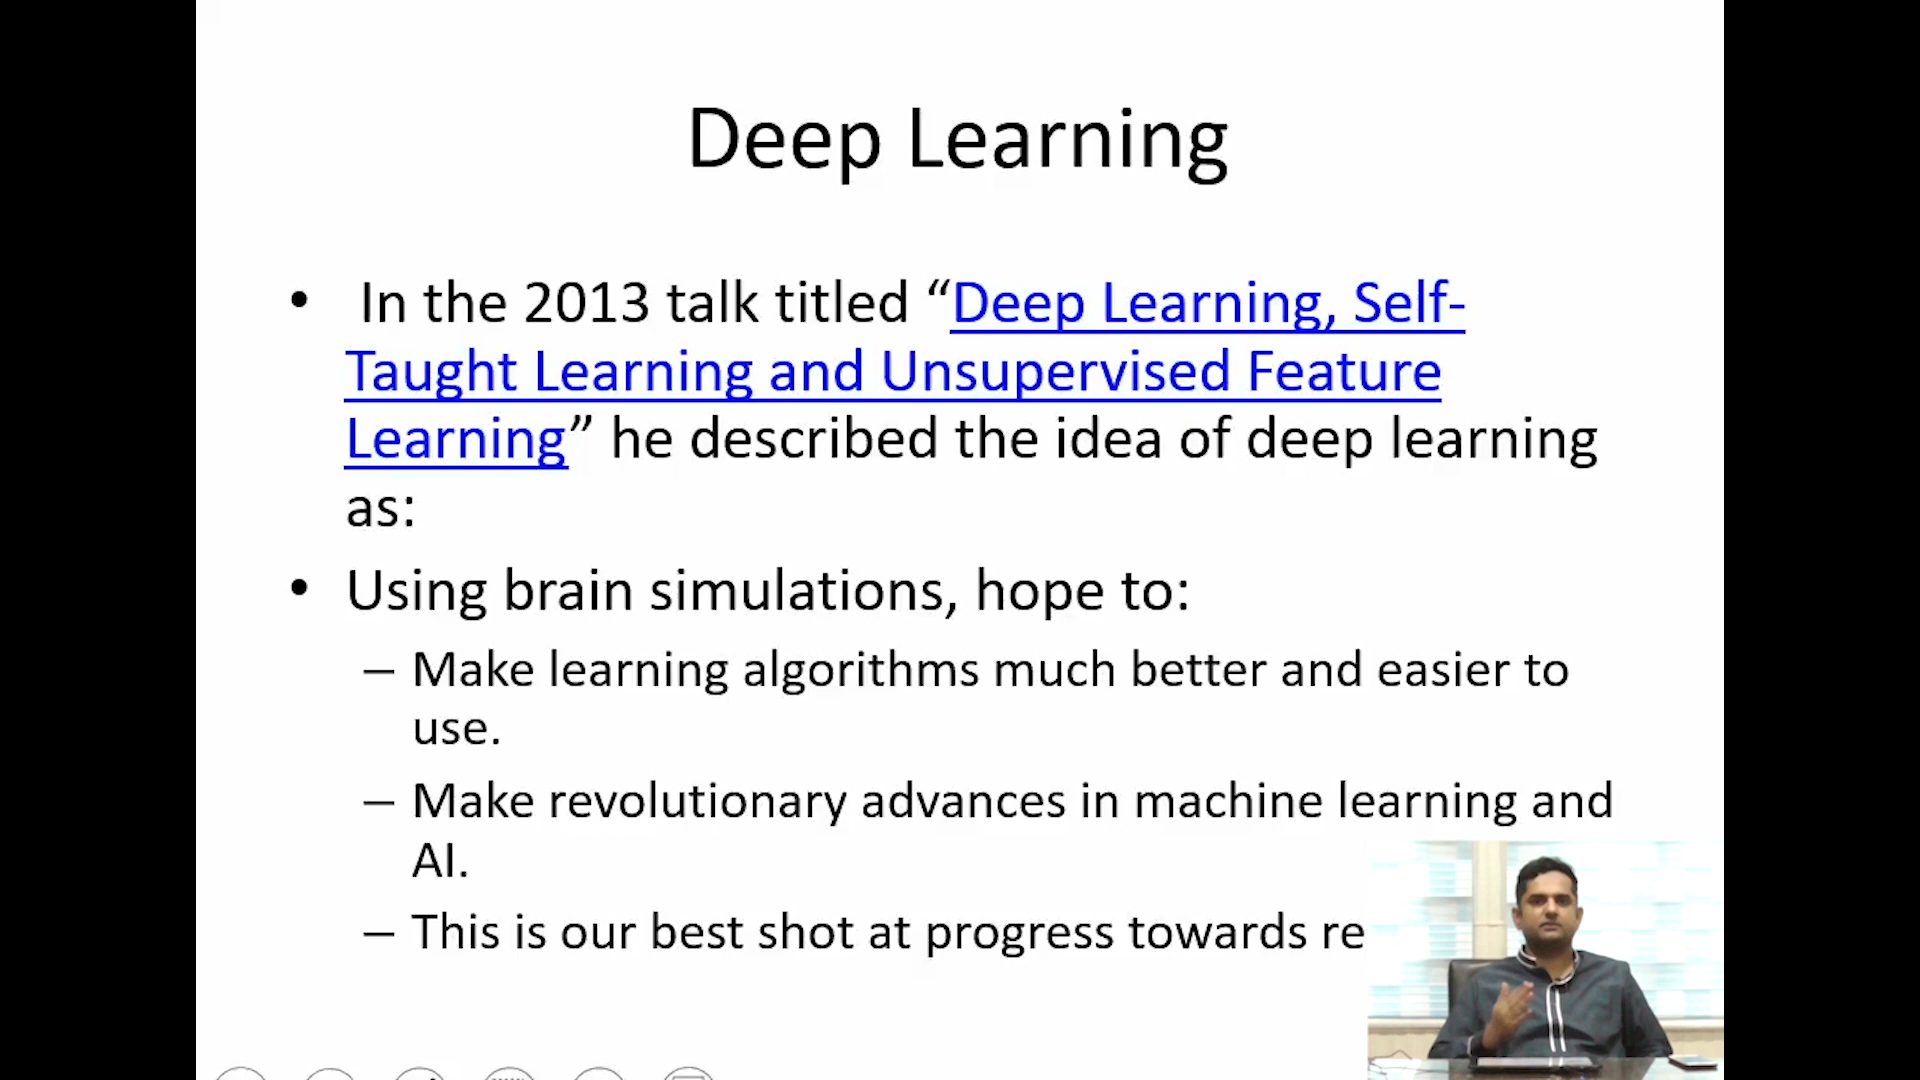 Deep Learning
• In the 2013 talk titled “Deep Learning, Self-
Taught Learning and Unsupervised Feature
Learning” he described the idea of deep learning
as:
• Using brain simulations, hope to:
– Make learning algorithms much better and easier to
use.
– Make revolutionary advances in machine learning and
AI.
– This is our best shot at progress towards re